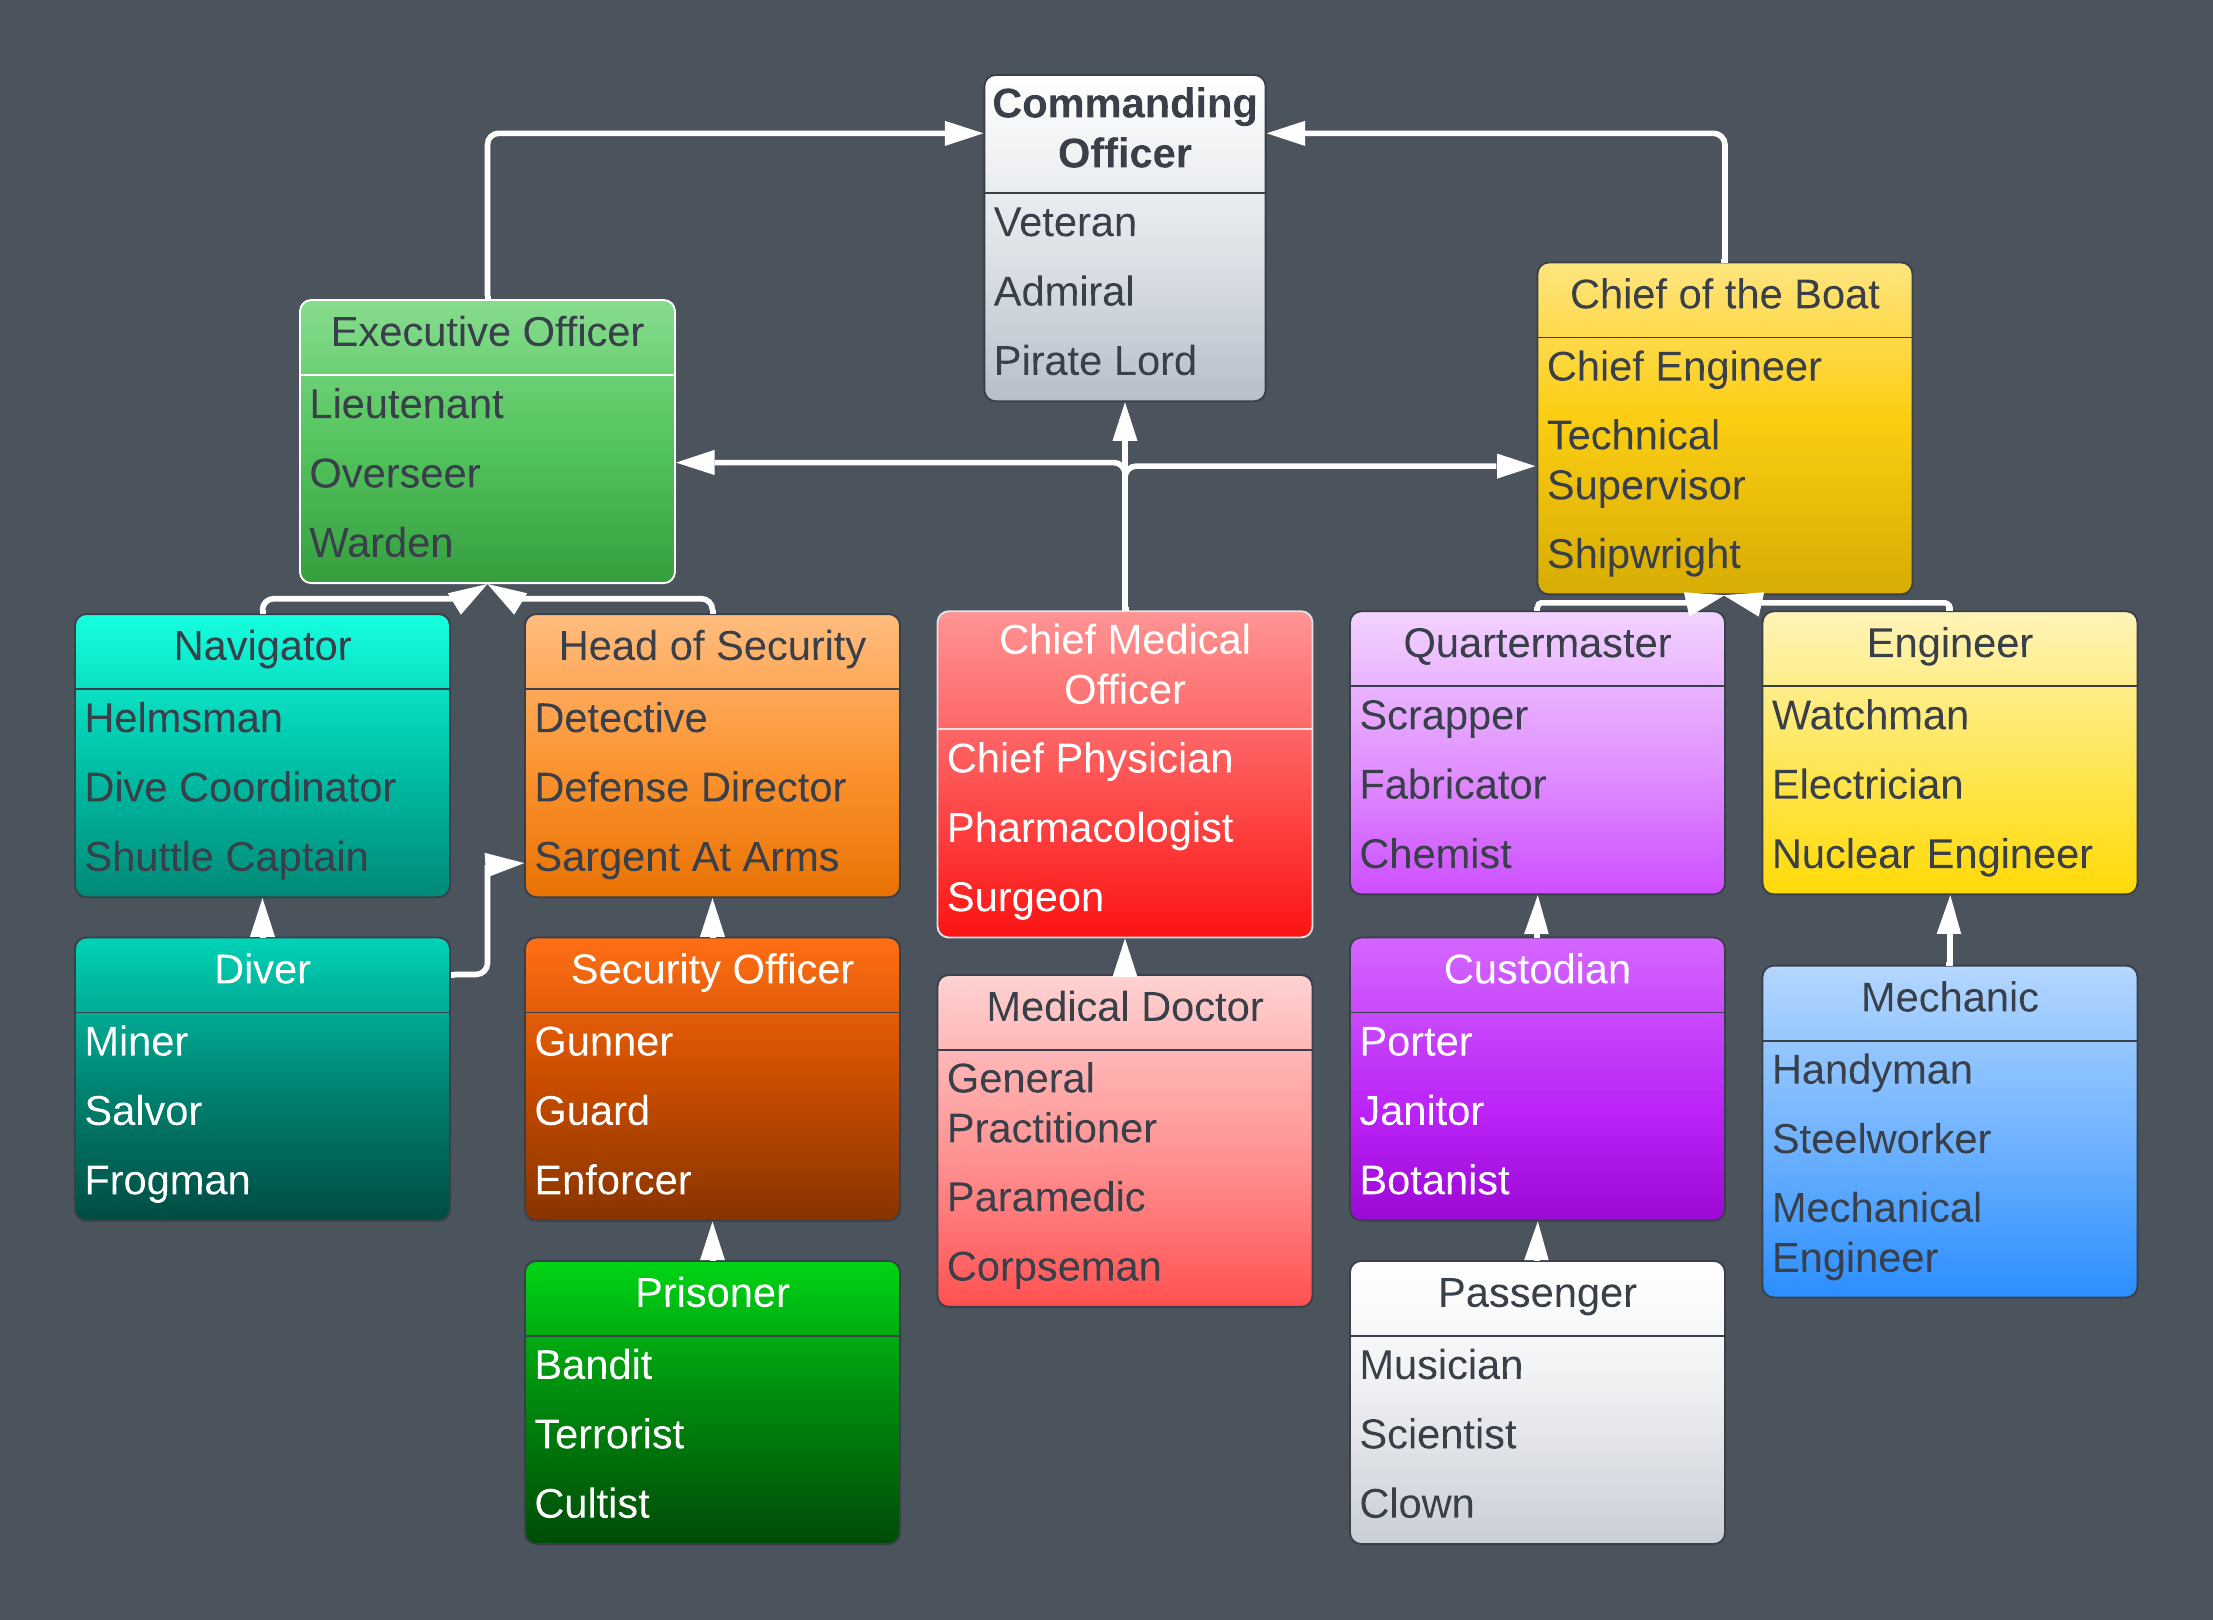 Commanding
Officer
Veteran
Admiral
Pirate Lord
Executive Officer
Lieutenant
Overseer
Warden
Chief of the Boat
Chief Engineer
Technical
Supervisor
Shipwright
Navigator
Helmsman
Dive Coordinator
Shuttle Captain
Head of Security
Detective
Defense Director
Sargent At Arms
Chief Medical
Officer
Chief Physician
Pharmacologist
Surgeon
Quartermaster
Scrapper
Fabricator
Chemist
Engineer
Watchman
Electrician
Nuclear Engineer
Diver
Miner
Salvor
Frogman
Security Officer
Gunner
Guard
Enforcer
Medical Doctor
General
Practitioner
Paramedic
Corpseman
Custodian
Porter
Janitor
Botanist
Mechanic
Handyman
Steelworker
Mechanical
Engineer
Prisoner
Bandit
Terrorist
Cultist
Passenger
Musician
Scientist
Clown